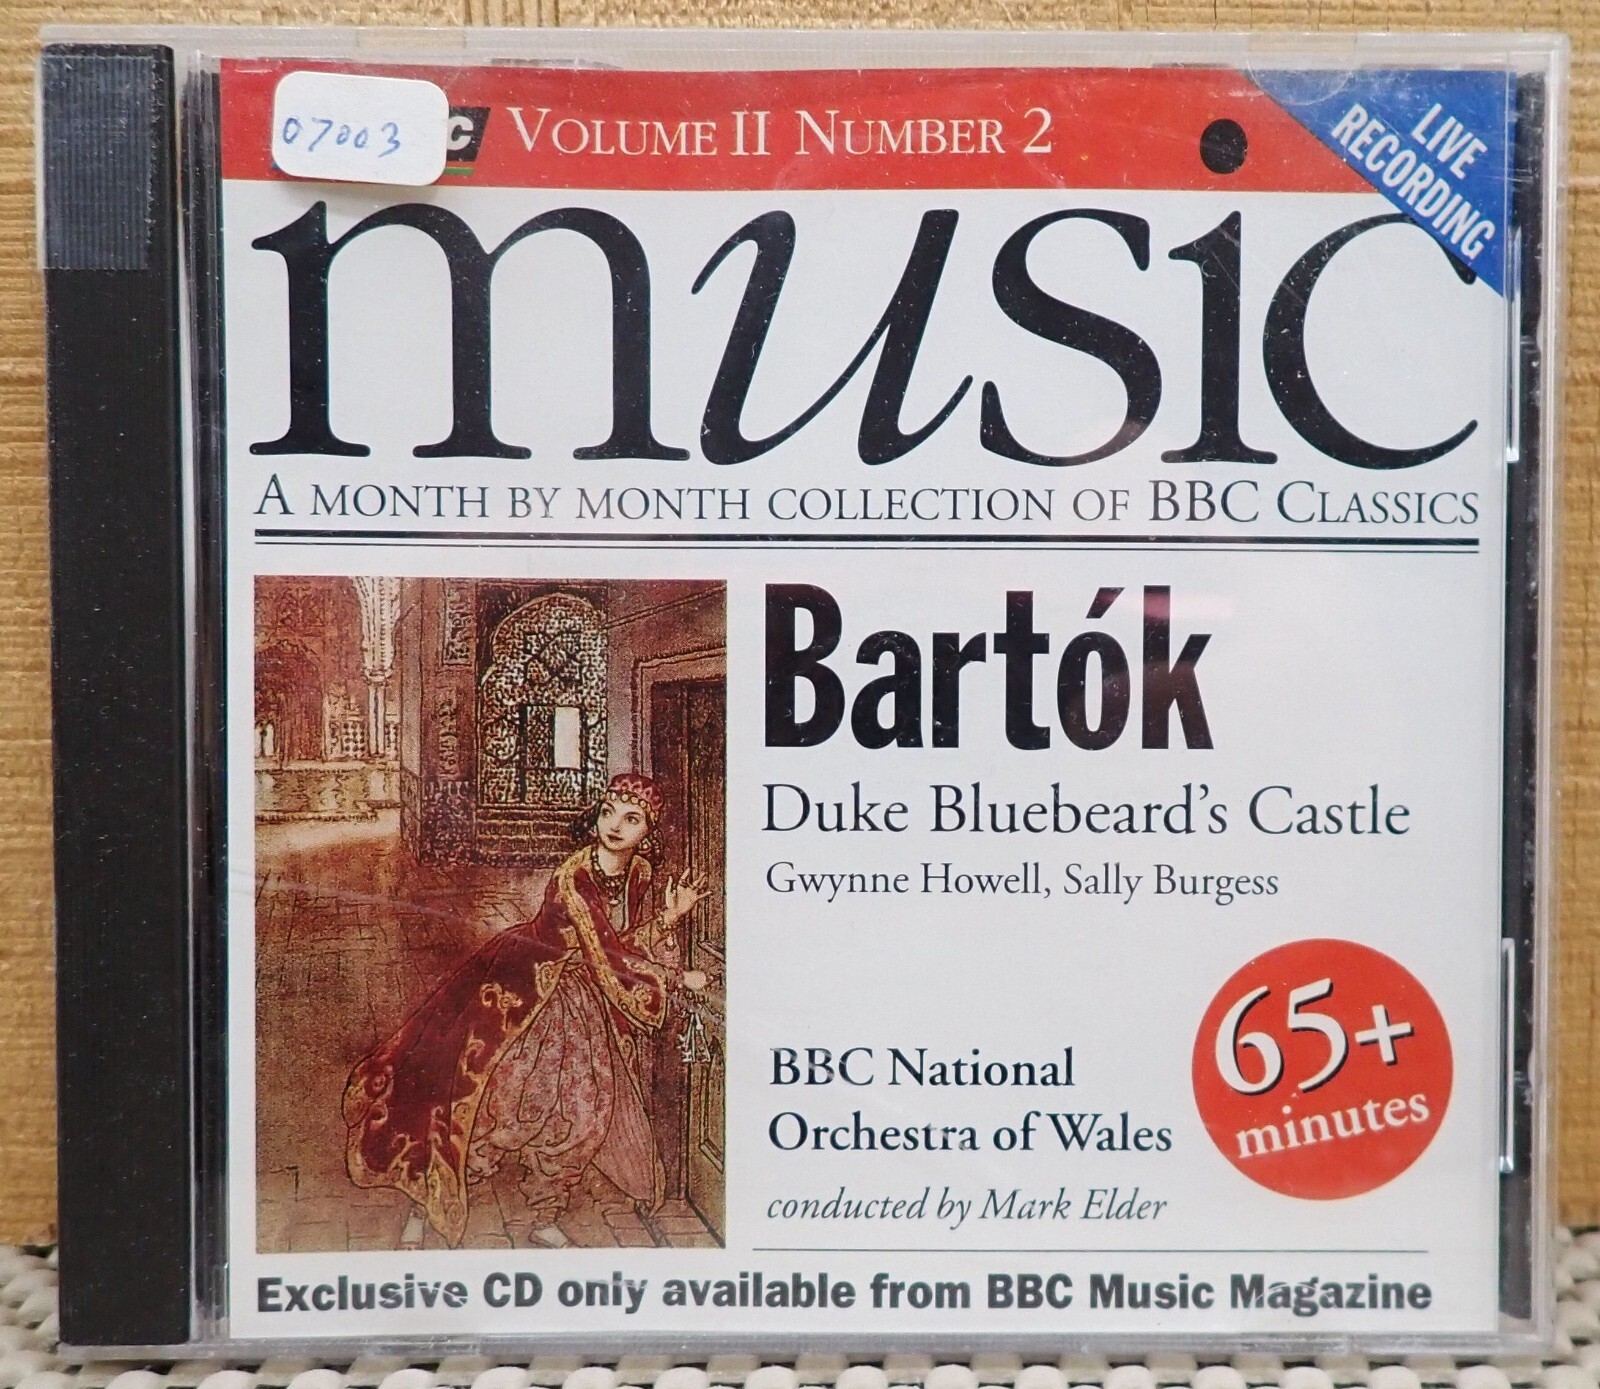 07003
C VOLUME II NUMBER 2
LIVE
RECORDING
music
A MONTH BY MONTH COLLECTION OF BBC CLASSICS
Bartók
Duke Bluebeard's Castle
Gwynne Howell, Sally Burgess
65+
minutes
BBC National
Orchestra of Wales
conducted by Mark Elder
Exclusive CD only available from BBC Music Magazine